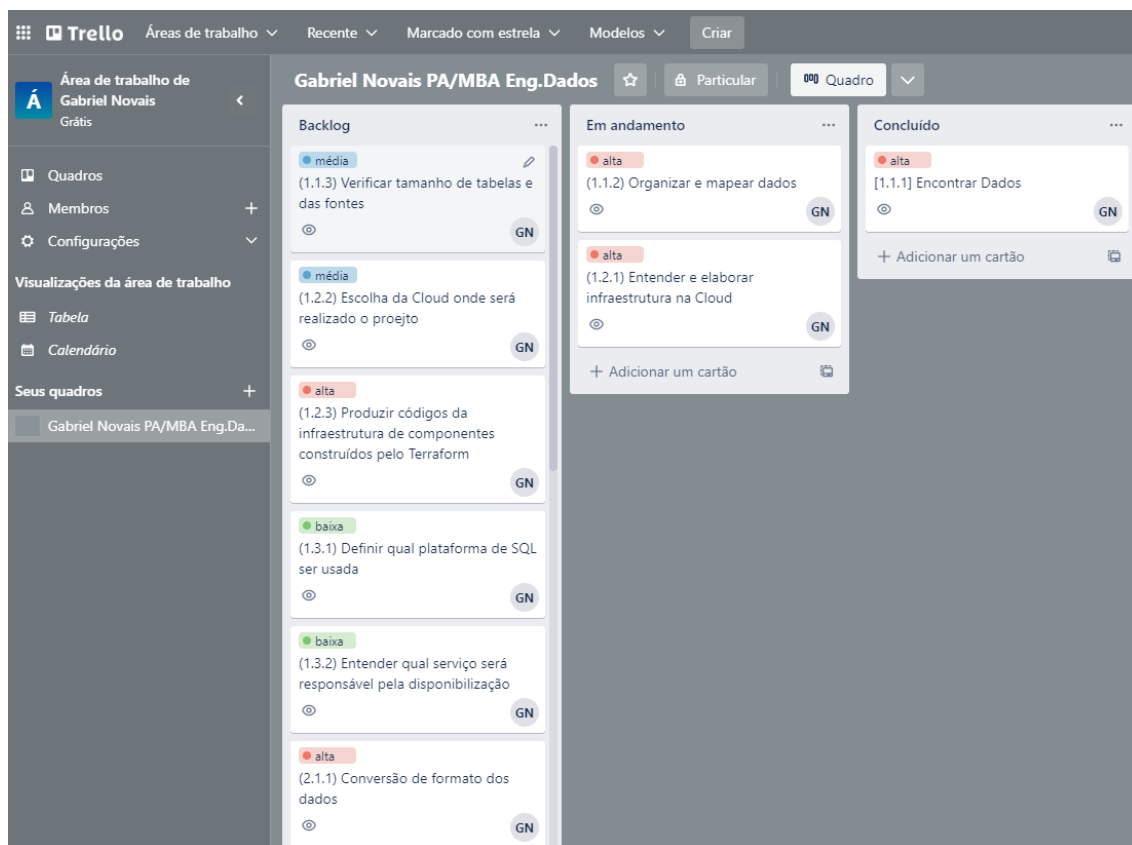 Trello
Áreas de trabalho
Recente
Marcado com estrela
Modelos
Criar
Á
Área de trabalho de
Gabriel Novais
Grátis
Quadros
Membros
Configurações
Visualizações da área de trabalho
Tabela
Calendário
Seus quadros
Gabriel Novais PA/MBA Eng.Da...
Gabriel Novais PA/MBA Eng.Dados
Particular
Quadro
Backlog
média
(1.1.3) Verificar tamanho de tabelas e
das fontes
GN
média
(1.2.2) Escolha da Cloud onde será
realizado o proejto
GN
alta
(1.2.3) Produzir códigos da
infraestrutura de componentes
construídos pelo Terraform
GN
baixa
(1.3.1) Definir qual plataforma de SQL
ser usada
GN
baixa
(1.3.2) Entender qual serviço será
responsável pela disponibilização
GN
alta
(2.1.1) Conversão de formato dos
dados
GN
Em andamento
alta
(1.1.2) Organizar e mapear dados
GN
alta
(1.2.1) Entender e elaborar
infraestrutura na Cloud
GN
+ Adicionar um cartão
Concluído
alta
[1.1.1] Encontrar Dados
GN
+ Adicionar um cartão